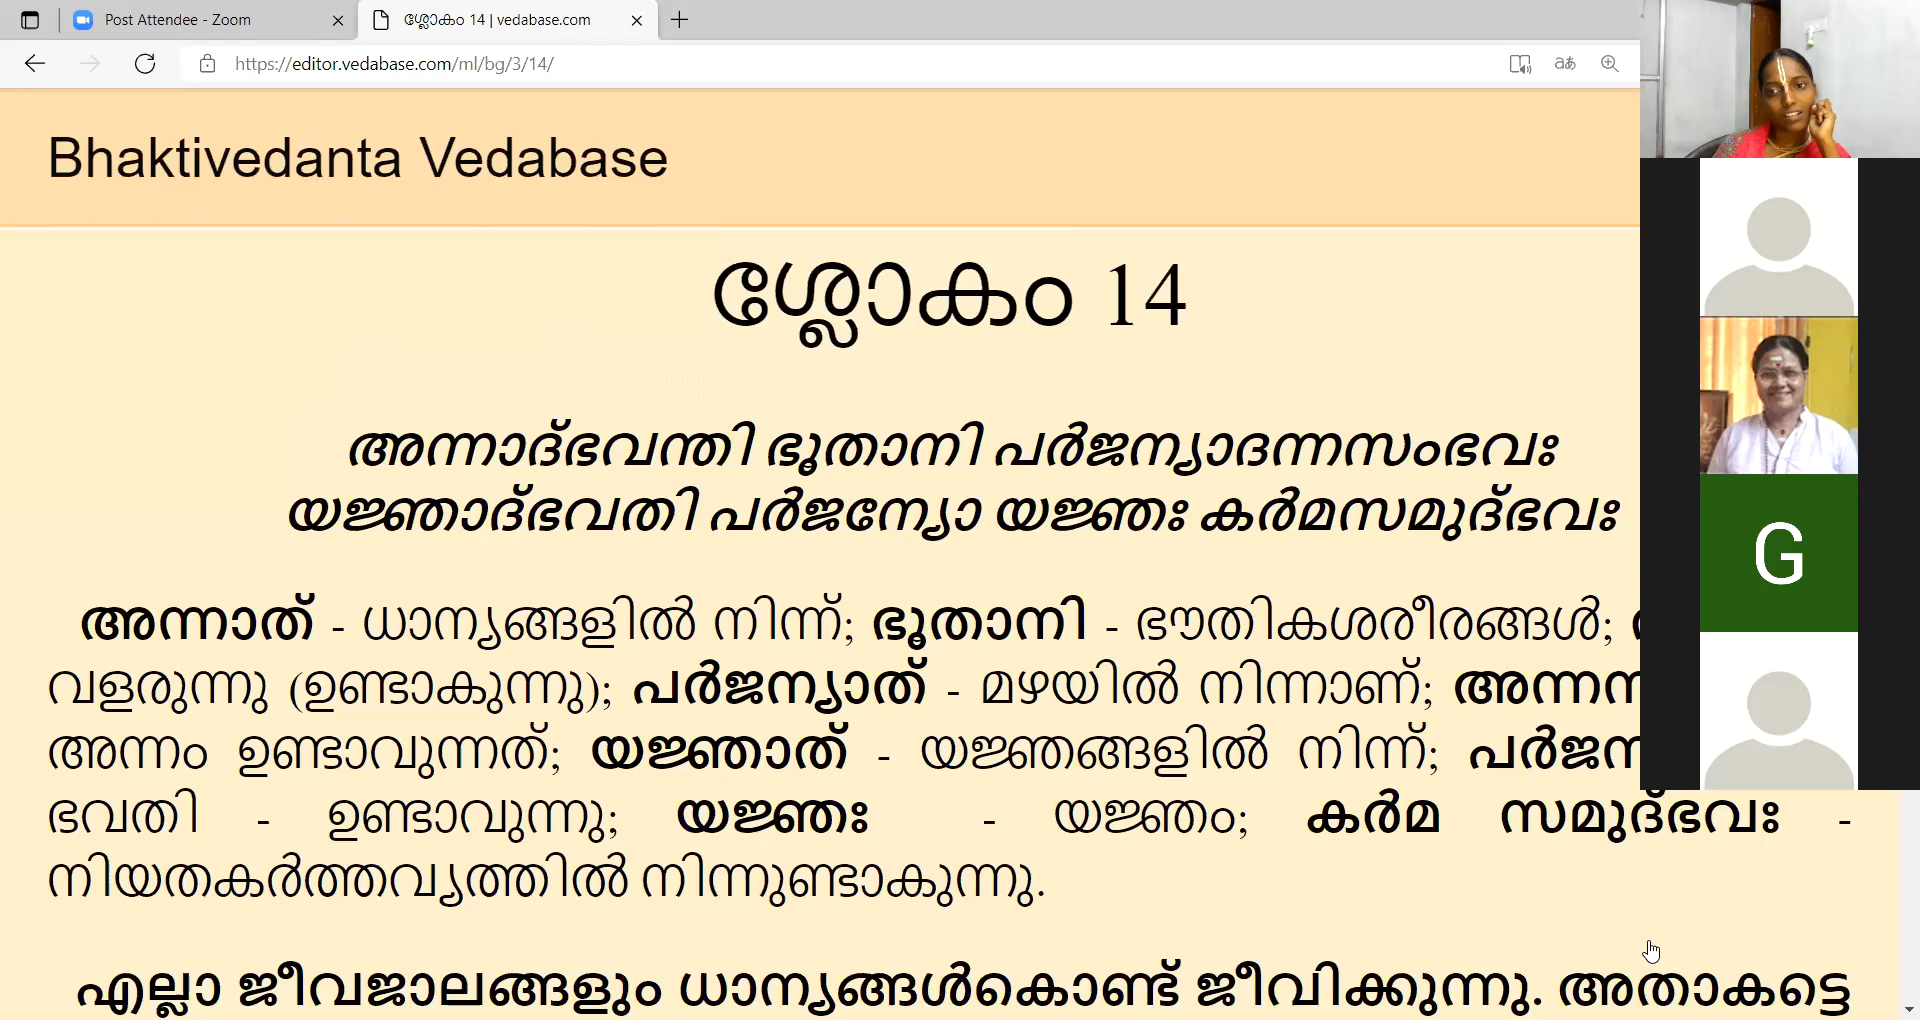 Post Attendee - Zoom
ശ്ലോകം 14 | vedabase.com
https://editor.vedabase.com/ml/bg/3/14/
Bhaktivedanta Vedabase
ശ്ലോകം 14
അന്നാദ്ഭവന്തി ഭൂതാനി പർജന്യാദന്നസംഭവഃ
യജ്ഞാദ്ഭവതി പർജന്യോ യജ്ഞഃ കർമസമുദ്ഭവഃ
അന്നാത് - ധാന്യങ്ങളിൽ നിന്ന്; ഭൂതാനി - ഭൗതികശരീരങ്ങൾ;
വളരുന്നു (ഉണ്ടാകുന്നു); പർജന്യാത് - മഴയിൽ നിന്നാണ്;
അന്നം ഉണ്ടാവുന്നത്; യജ്ഞാത് - യജ്ഞങ്ങളിൽ നിന്ന്;
ഭവതി - ഉണ്ടാവുന്നു; യജ്ഞഃ - യജ്ഞം; കർമ സമുദ്ഭവഃ -
നിയതകർത്തവ്യത്തിൽ നിന്നുണ്ടാകുന്നു.
എല്ലാ ജീവജാലങ്ങളും ധാന്യങ്ങൾകൊണ്ട് ജീവിക്കുന്നു. അതാകട്ടെ
G